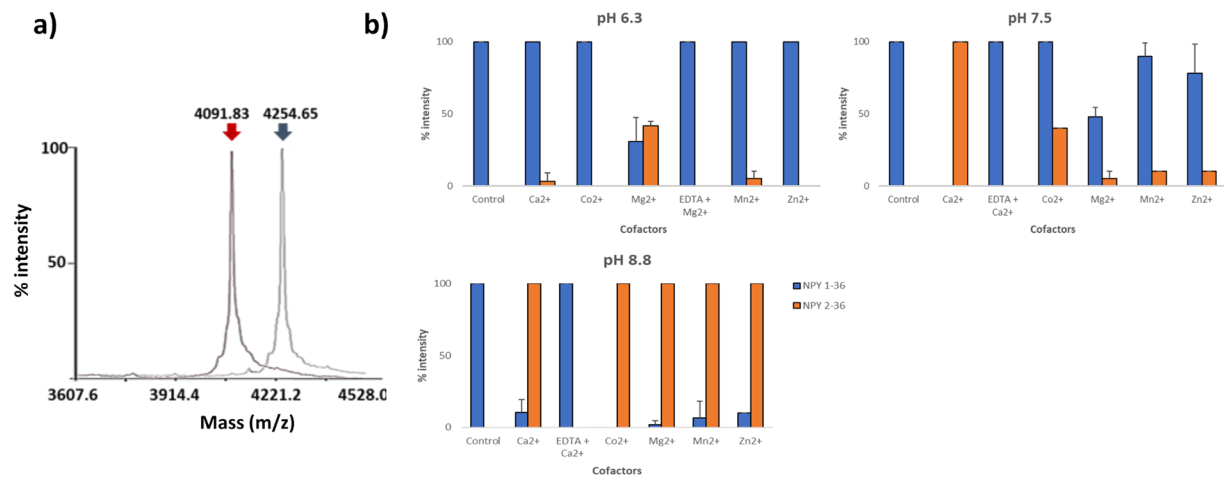 a)
4091.83 4254.65
100
50
% intensity
3607.6 3914.4 4221.2 4528.0
Mass (m/z)
b)
pH 6.3
100
50
0
% intensity
Control Ca2+ Co2+ Mg2+ EDTA + Mn2+ Zn2+
Mg2+
Cofactors
pH 7.5
100
50
0
% intensity
Control Ca2+ EDTA + Co2+ Mg2+ Mn2+ Zn2+
Ca2+
Cofactors
pH 8.8
100
50
0
% intensity
Control Ca2+ EDTA + Co2+ Mg2+ Mn2+ Zn2+
Ca2+
Cofactors
NPY 1-36
NPY 2-36